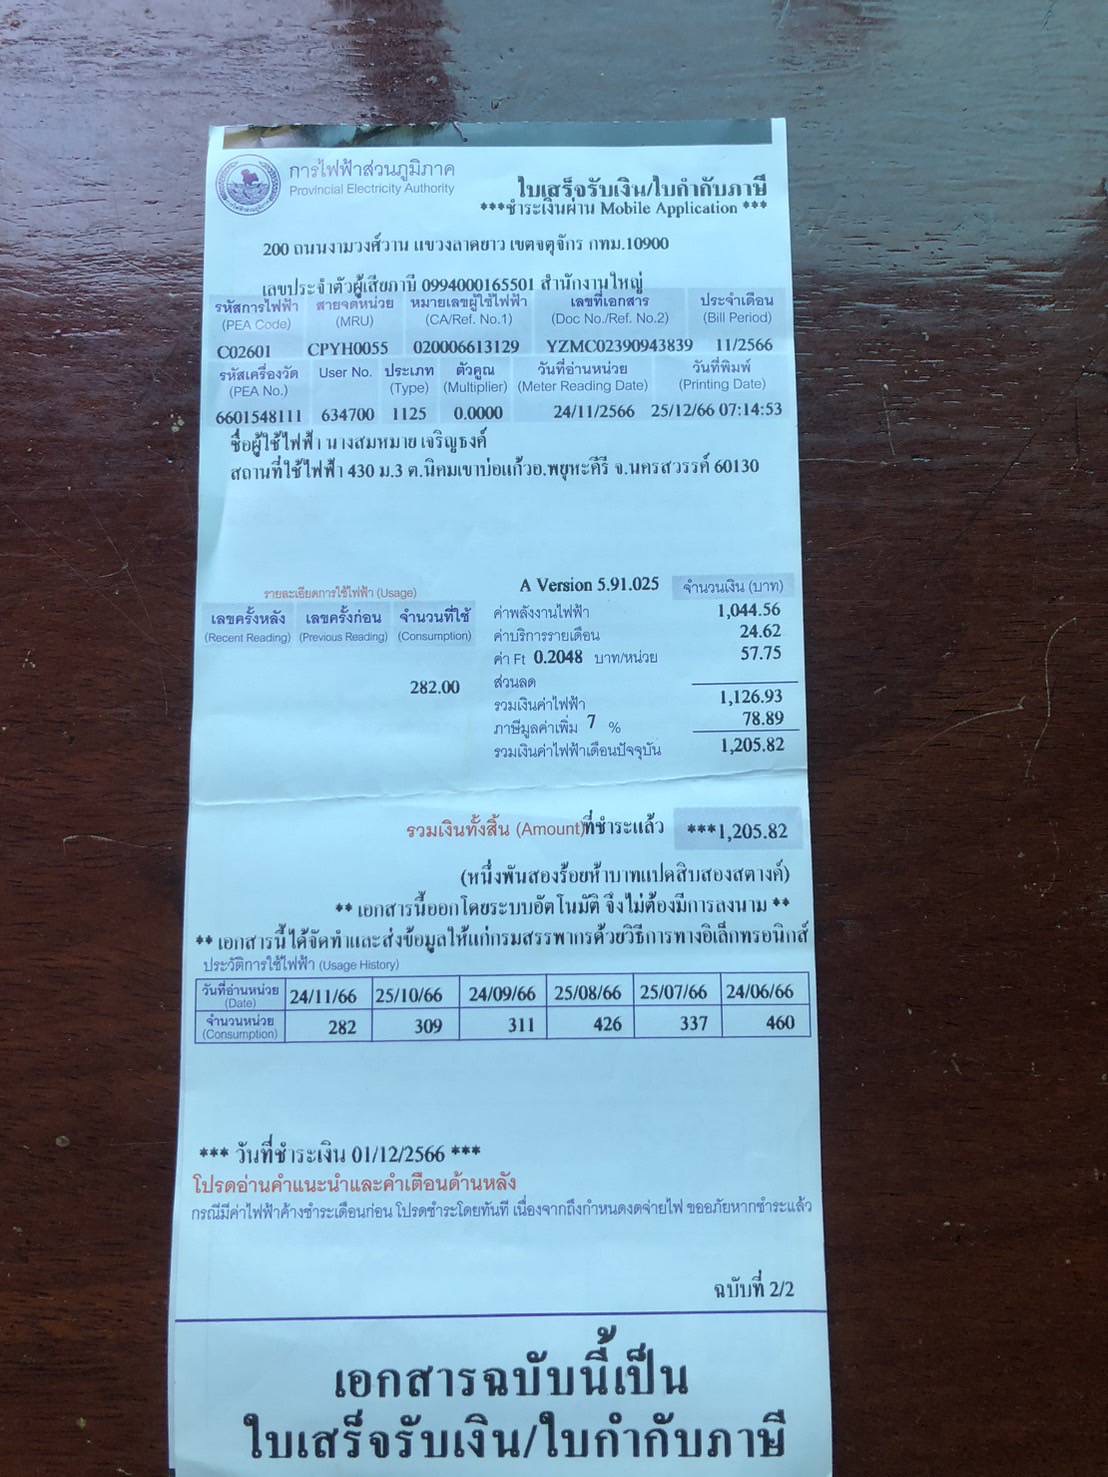 การไฟฟ้าส่วนภูมิภาค
Provincial Electricity Authority
ใบเสร็จรับเงิน/ใบกำกับภาษี
***ชำระเงินผ่าน Mobile Application ***
200 ถนนงามวงศ์วาน แขวงลาดยาว เขตจตุจักร กทม.10900
เลขประจำตัวผู้เสียภาษี 0994000165501 สำนักงานใหญ่
รหัสการไฟฟ้า สายจดหน่วย หมายเลขผู้ใช้ไฟฟ้า เลขที่เอกสาร ประจำเดือน
(PEA Code) (MRU) (CA/Ref. No.1) (Doc No./Ref. No.2) (Bill Period)
C02601 CPYH0055 020006613129 YZMC02390943839 11/2566
รหัสเครื่องวัด User No. ประเภท ตัวคูณ วันที่อ่านหน่วย วันที่พิมพ์
(PEA No.) (Type) (Multiplier) (Meter Reading Date) (Printing Date)
6601548111 634700 1125 0.0000 24/11/2566 25/12/66 07:14:53
ชื่อผู้ใช้ไฟฟ้า นางสมหมาย เจริญธงค์
สถานที่ใช้ไฟฟ้า 430 ม.3 ต.นิคมเขาบ่อแก้วอ.พยุหะคีรี จ.นครสวรรค์ 60130
รายละเอียดการใช้ไฟฟ้า (Usage) A Version 5.91.025 จำนวนเงิน (บาท)
เลขครั้งหลัง เลขครั้งก่อน จำนวนที่ใช้ ค่าพลังงานไฟฟ้า 1,044.56
(Recent Reading) (Previous Reading) (Consumption) ค่าบริการรายเดือน 24.62
ค่า Ft 0.2048 บาท/หน่วย 57.75
282.00 ส่วนลด
รวมเงินค่าไฟฟ้า 1,126.93
ภาษีมูลค่าเพิ่ม 7 % 78.89
รวมเงินค่าไฟฟ้าเดือนปัจจุบัน 1,205.82
รวมเงินทั้งสิ้น (Amount)ที่ชำระแล้ว ***1,205.82
(หนึ่งพันสองร้อยห้าบาทแปดสิบสองสตางค์)
** เอกสารนี้ออกโดยระบบอัตโนมัติ จึงไม่ต้องมีการลงนาม **
** เอกสารนี้ได้จัดทำและส่งข้อมูลให้แก่กรมสรรพากรด้วยวิธีการทางอิเล็กทรอนิกส์
ประวัติการใช้ไฟฟ้า (Usage History)
วันที่อ่านหน่วย (Date) 24/11/66 25/10/66 24/09/66 25/08/66 25/07/66 24/06/66
จำนวนหน่วย (Consumption) 282 309 311 426 337 460
*** วันที่ชำระเงิน 01/12/2566 ***
โปรดอ่านคำแนะนำและคำเตือนด้านหลัง
กรณีมีค่าไฟฟ้าค้างชำระเดือนก่อน โปรดชำระโดยทันที เนื่องจากถึงกำหนดงดจ่ายไฟ ขออภัยหากชำระแล้ว
ฉบับที่ 2/2
เอกสารฉบับนี้เป็น
ใบเสร็จรับเงิน/ใบกำกับภาษี